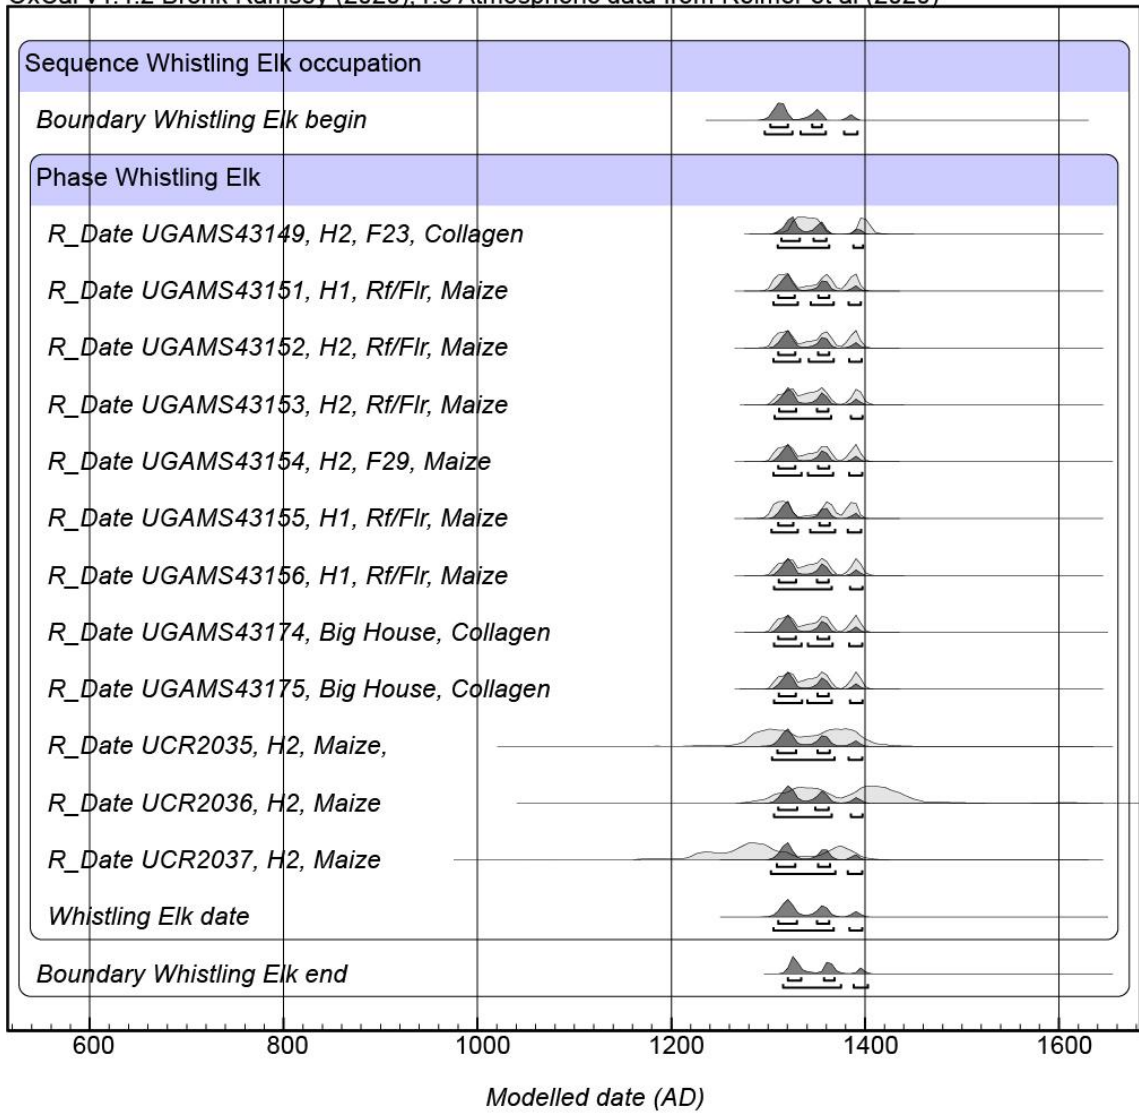 Sequence Whistling Elk occupation
Boundary Whistling Elk begin
Phase Whistling Elk
R_Date UGAMS43149, H2, F23, Collagen
R_Date UGAMS43151, H1, Rf/Flr, Maize
R_Date UGAMS43152, H2, Rf/Flr, Maize
R_Date UGAMS43153, H2, Rf/Flr, Maize
R_Date UGAMS43154, H2, F29, Maize
R_Date UGAMS43155, H1, Rf/Flr, Maize
R_Date UGAMS43156, H1, Rf/Flr, Maize
R_Date UGAMS43174, Big House, Collagen
R_Date UGAMS43175, Big House, Collagen
R_Date UCR2035, H2, Maize,
R_Date UCR2036, H2, Maize
R_Date UCR2037, H2, Maize
Whistling Elk date
Boundary Whistling Elk end
600 800 1000 1200 1400 1600
Modelled date (AD)